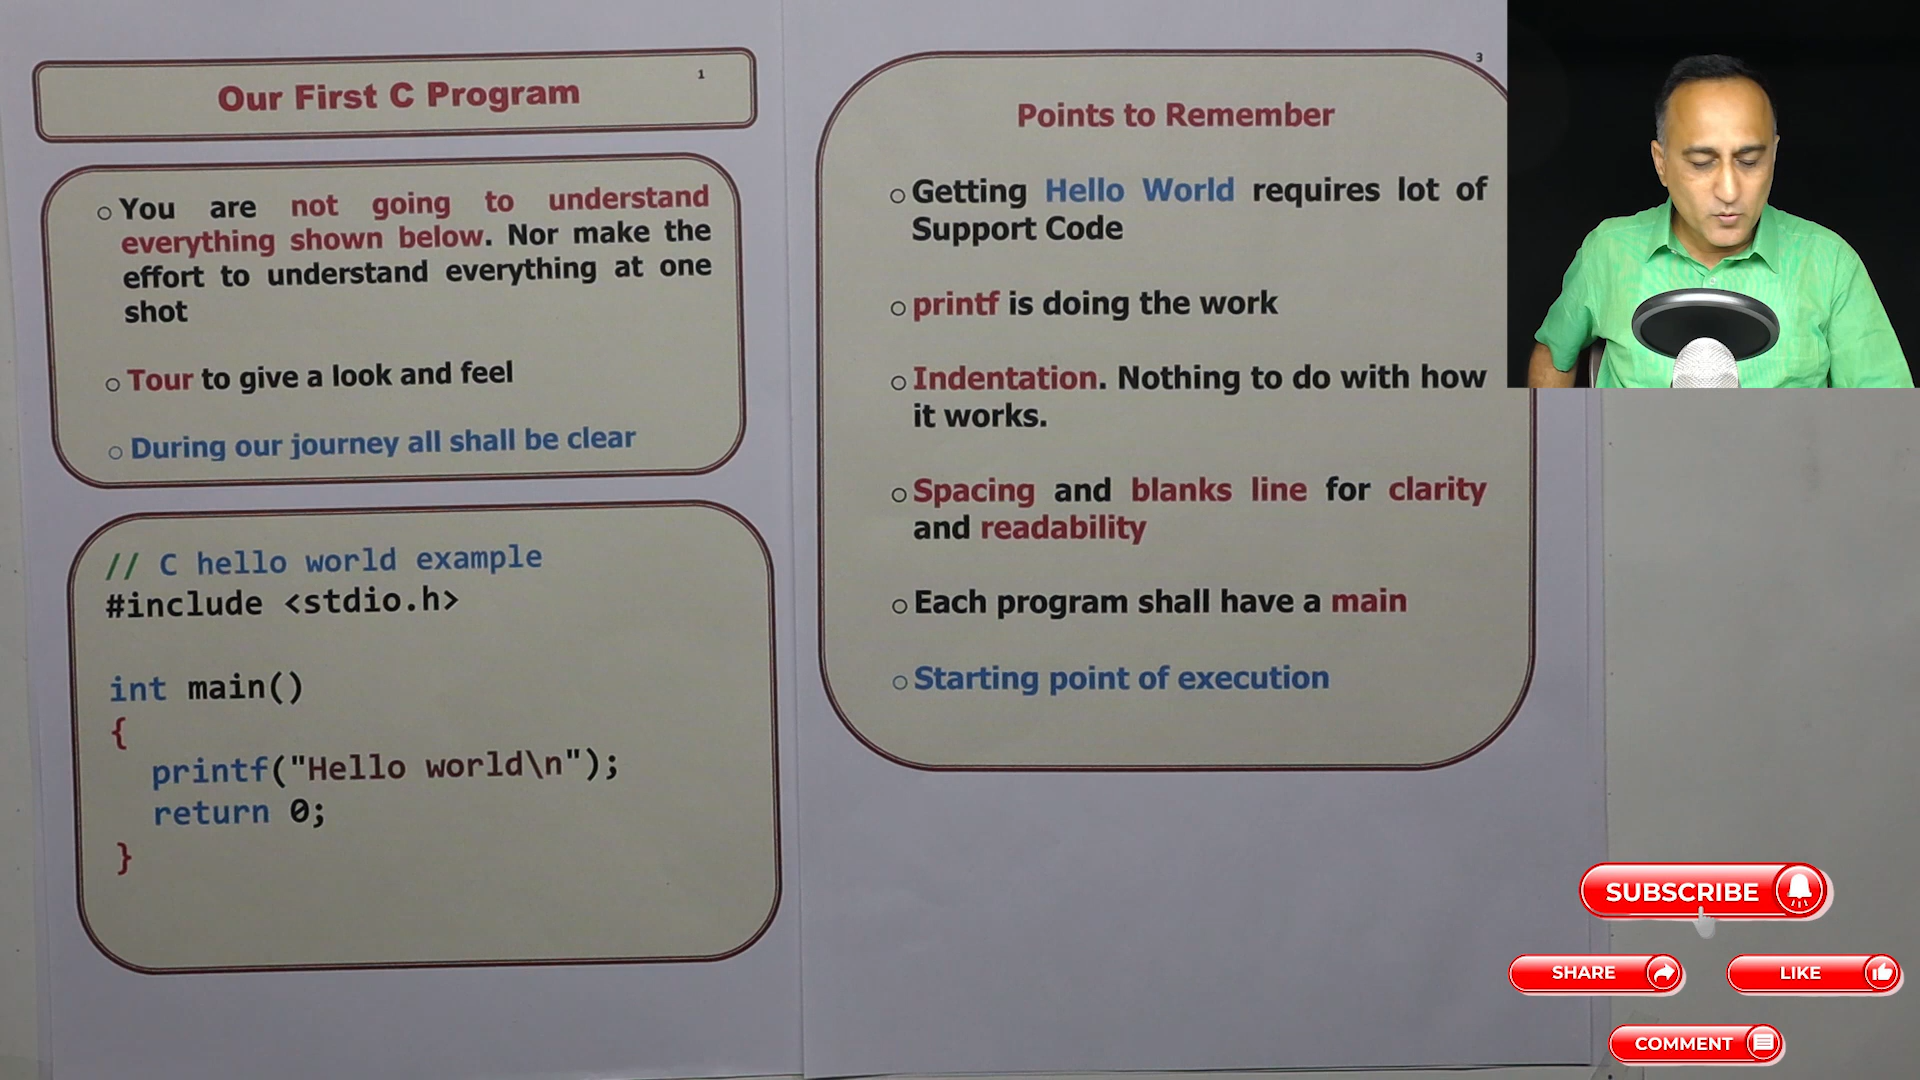 Our First C Program
1
○ You are not going to understand
everything shown below. Nor make the
effort to understand everything at one
shot
○ Tour to give a look and feel
○ During our journey all shall be clear
// C hello world example
#include <stdio.h>
int main()
{
printf("Hello world\n");
return 0;
}
3
Points to Remember
○ Getting Hello World requires lot of
Support Code
○ printf is doing the work
○ Indentation. Nothing to do with how
it works.
○ Spacing and blanks line for clarity
and readability
○ Each program shall have a main
○ Starting point of execution
SUBSCRIBE
SHARE
LIKE
COMMENT